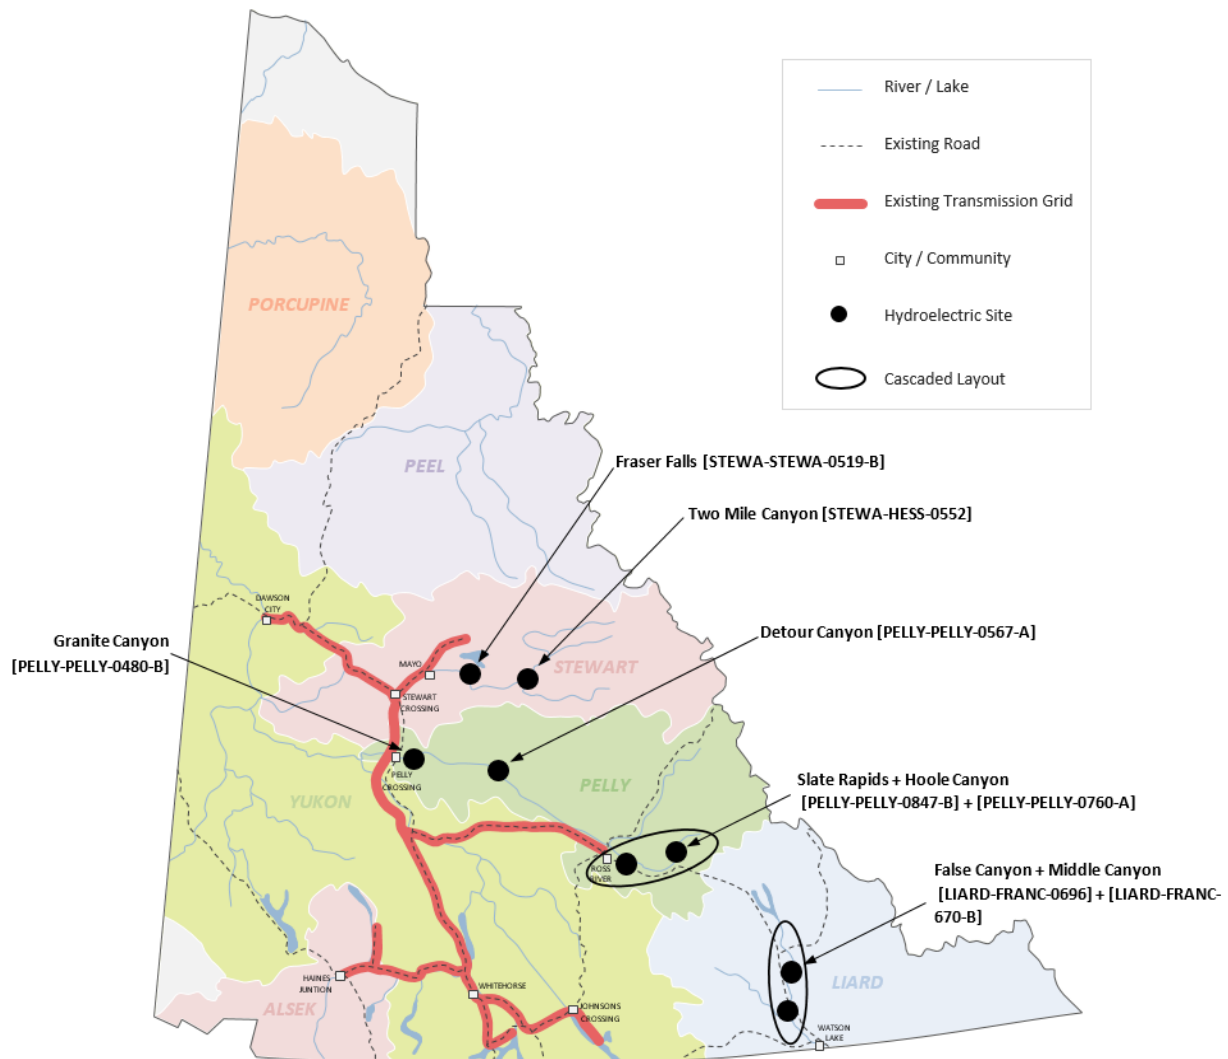 River / Lake
Existing Road
Existing Transmission Grid
City / Community
Hydroelectric Site
Cascaded Layout
PORCUPINE
PEEL
Fraser Falls [STEWA-STEWA-0519-B]
Two Mile Canyon [STEWA-HESS-0552]
DAWSON
CITY
Granite Canyon
[PELLY-PELLY-0480-B]
Detour Canyon [PELLY-PELLY-0567-A]
MAYO
STEWART
STEWART
CROSSING
PELLY
CROSSING
PELLY
YUKON
Slate Rapids + Hoole Canyon
[PELLY-PELLY-0847-B] + [PELLY-PELLY-0760-A]
ROSS
RIVER
False Canyon + Middle Canyon
[LIARD-FRANC-0696] + [LIARD-FRANC-
670-B]
HAINES
JUNTION
LIARD
WHITEHORSE
ALSEK
JOHNSONS
CROSSING
WATSON
LAKE